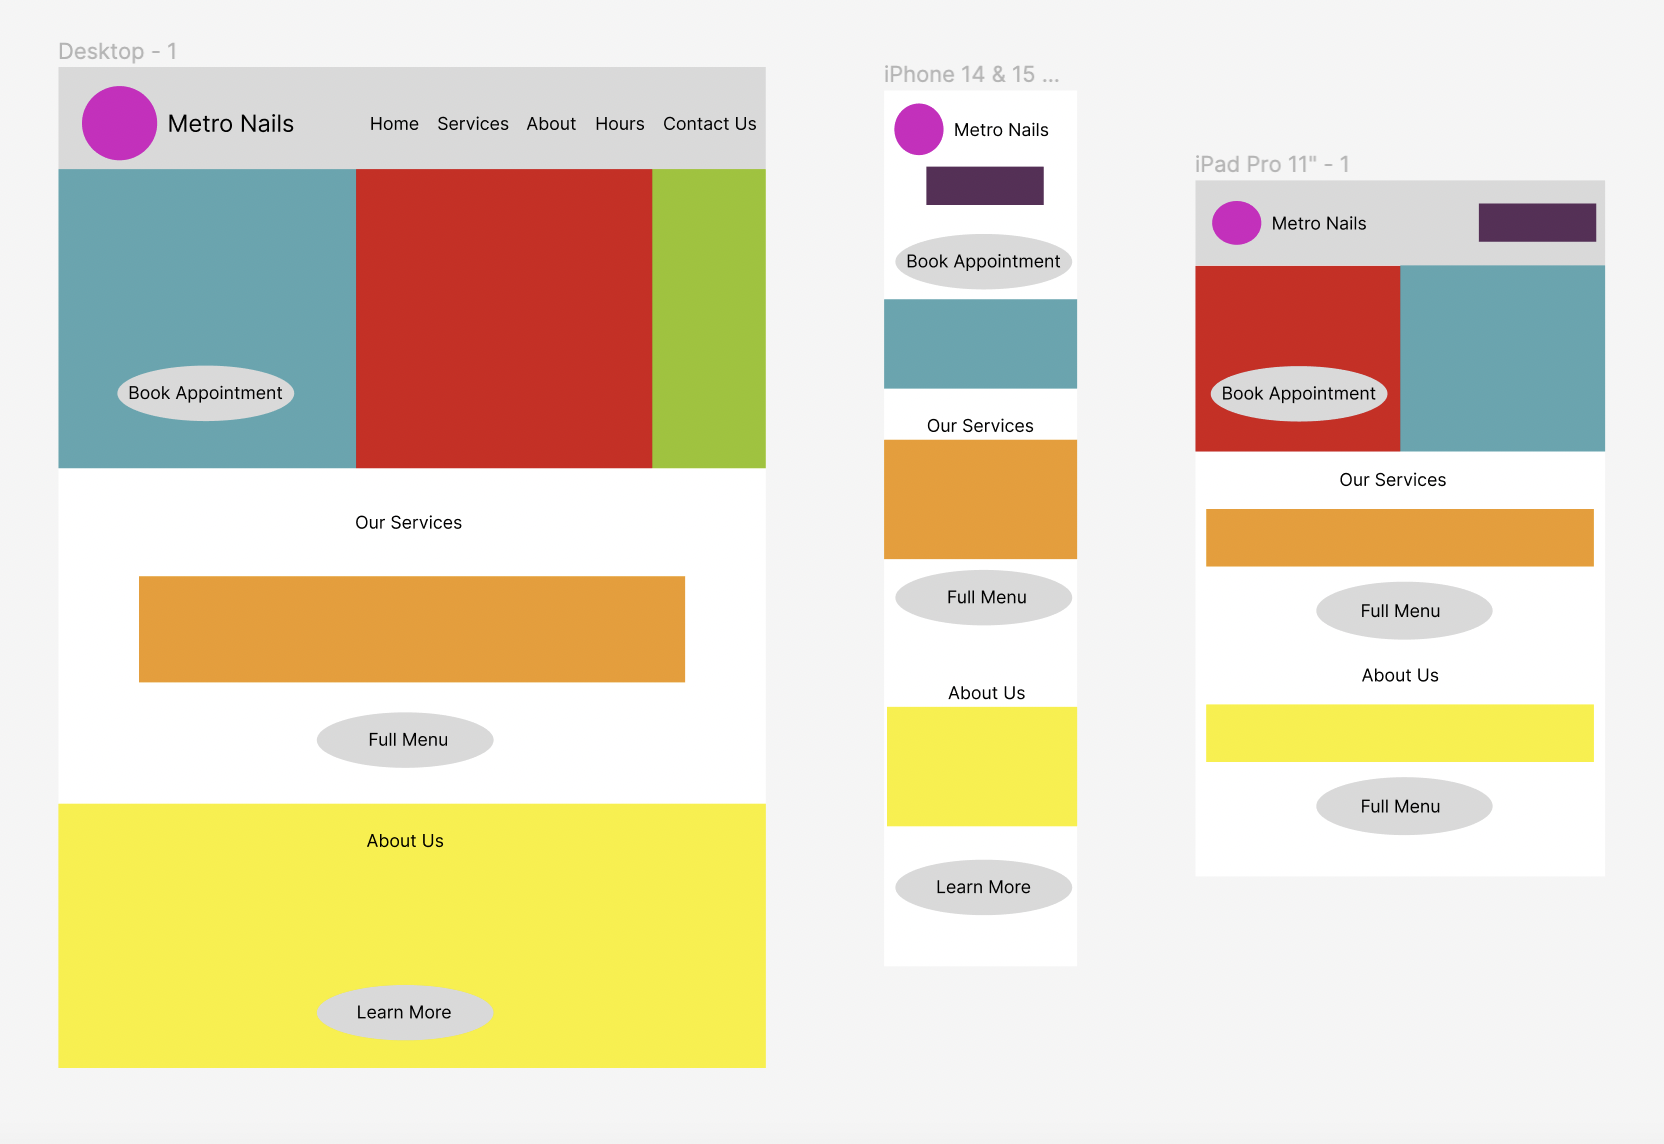 Desktop - 1
Metro Nails
Home Services About Hours Contact Us
Book Appointment
Our Services
Full Menu
About Us
Learn More
iPhone 14 & 15 ...
Metro Nails
Book Appointment
Our Services
Full Menu
About Us
Learn More
iPad Pro 11" - 1
Metro Nails
Book Appointment
Our Services
Full Menu
About Us
Full Menu